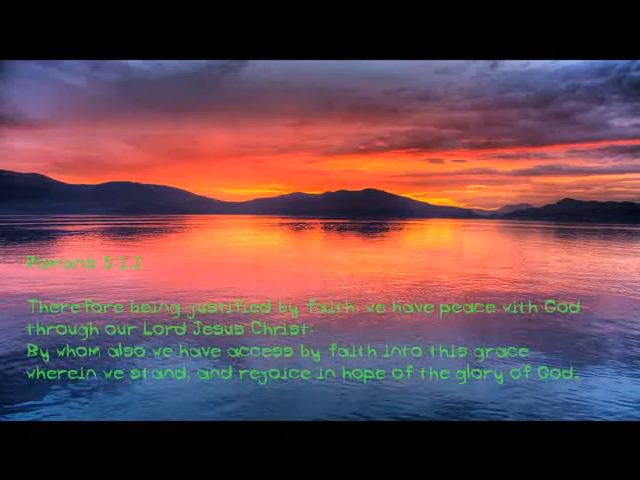 Romans 5:1,2
Therefore being justified by faith, we have peace with God
through our Lord Jesus Christ:
By whom also we have access by faith into this grace
wherein we stand, and rejoice in hope of the glory of God.